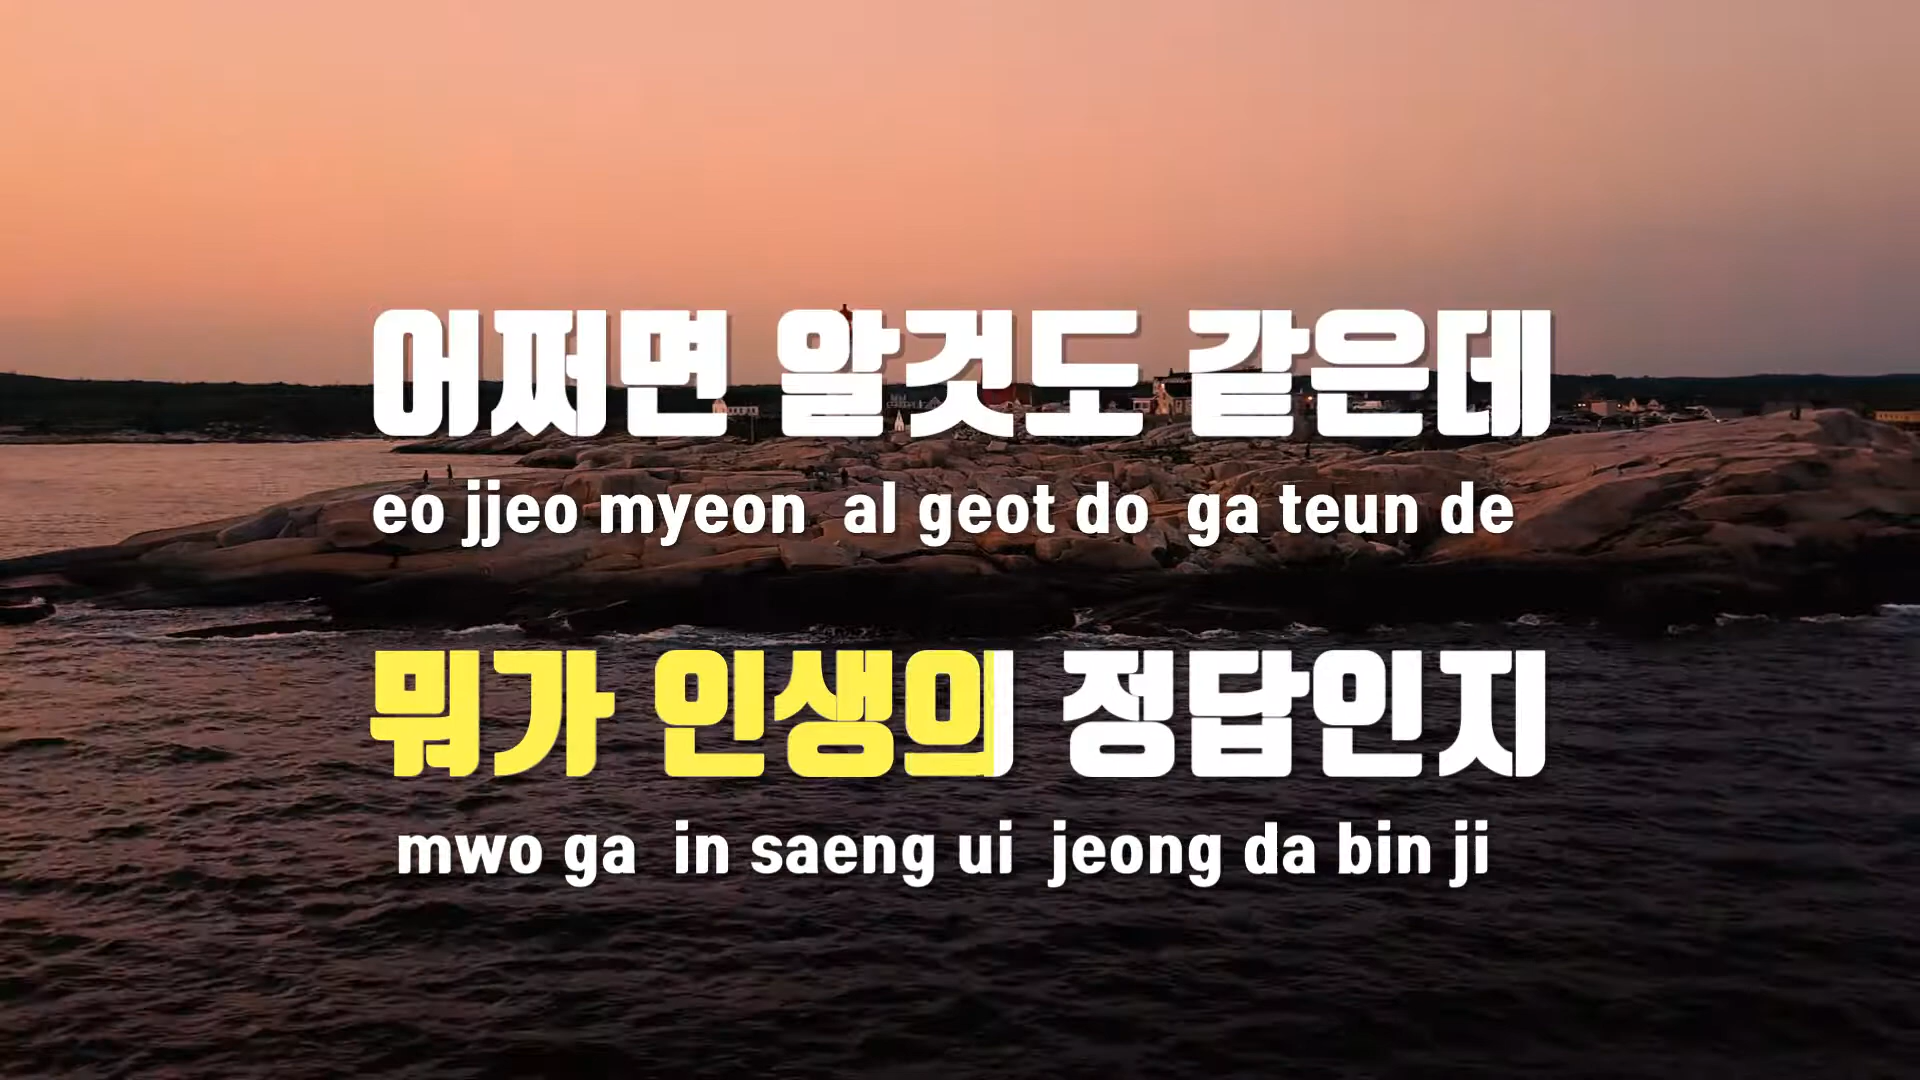 어쩌면 알것도 같은데
eo jjeo myeon al geot do ga teun de
뭐가 인생의 정답인지
mwo ga in saeng ui jeong da bin ji